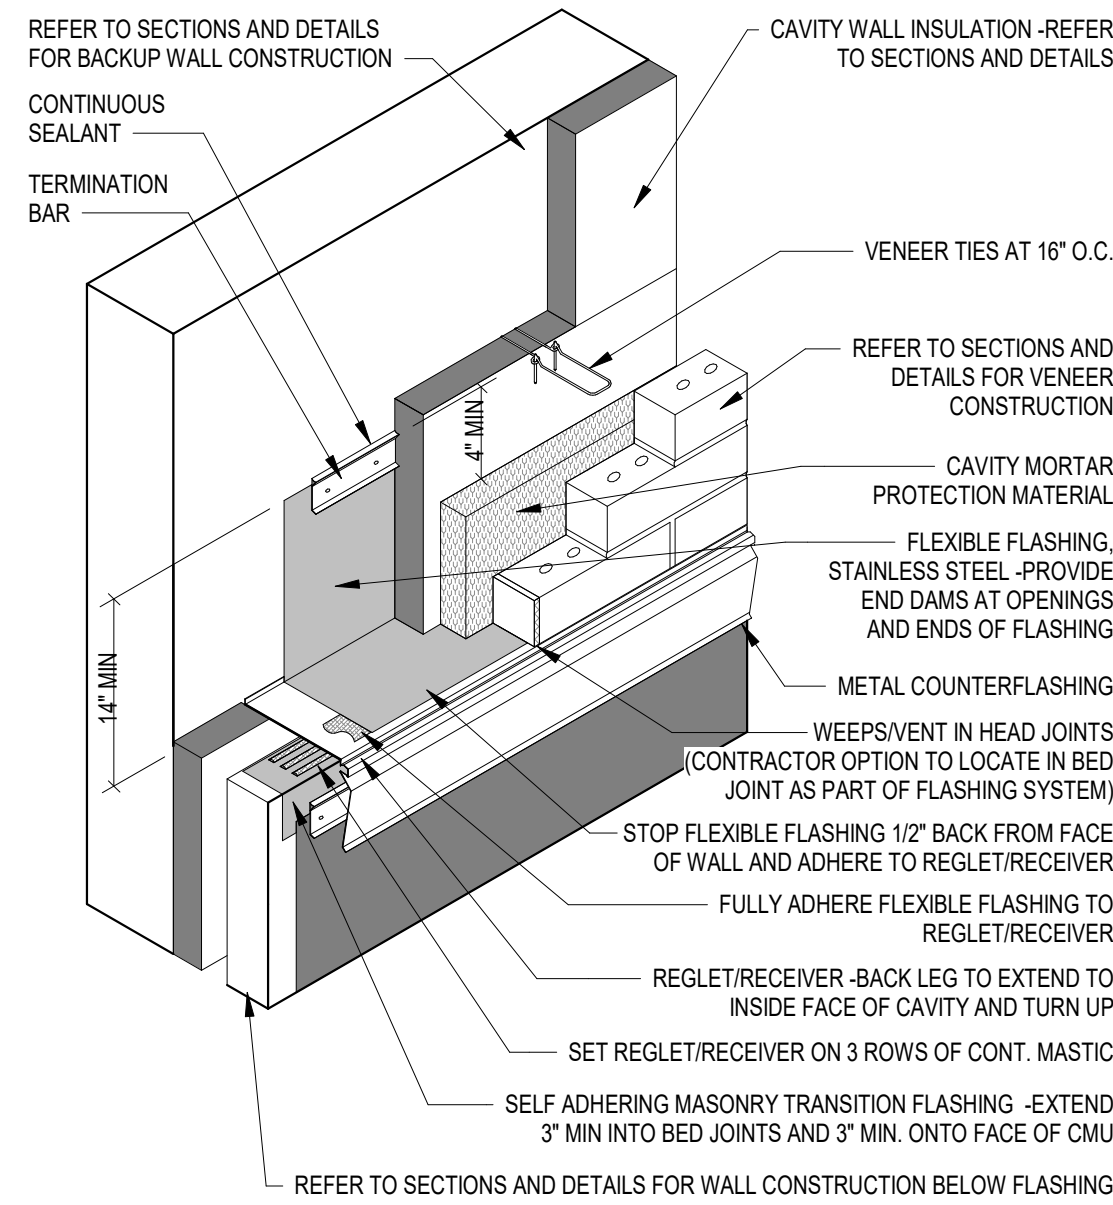 REFER TO SECTIONS AND DETAILS
FOR BACKUP WALL CONSTRUCTION
CONTINUOUS
SEALANT
TERMINATION
BAR
CAVITY WALL INSULATION -REFER
TO SECTIONS AND DETAILS
VENEER TIES AT 16" O.C.
REFER TO SECTIONS AND
DETAILS FOR VENEER
CONSTRUCTION
4" MIN
CAVITY MORTAR
PROTECTION MATERIAL
FLEXIBLE FLASHING,
STAINLESS STEEL -PROVIDE
END DAMS AT OPENINGS
AND ENDS OF FLASHING
14" MIN
METAL COUNTERFLASHING
WEEPS/VENT IN HEAD JOINTS
(CONTRACTOR OPTION TO LOCATE IN BED
JOINT AS PART OF FLASHING SYSTEM)
STOP FLEXIBLE FLASHING 1/2" BACK FROM FACE
OF WALL AND ADHERE TO REGLET/RECEIVER
FULLY ADHERE FLEXIBLE FLASHING TO
REGLET/RECEIVER
REGLET/RECEIVER -BACK LEG TO EXTEND TO
INSIDE FACE OF CAVITY AND TURN UP
SET REGLET/RECEIVER ON 3 ROWS OF CONT. MASTIC
SELF ADHERING MASONRY TRANSITION FLASHING -EXTEND
3" MIN INTO BED JOINTS AND 3" MIN. ONTO FACE OF CMU
REFER TO SECTIONS AND DETAILS FOR WALL CONSTRUCTION BELOW FLASHING